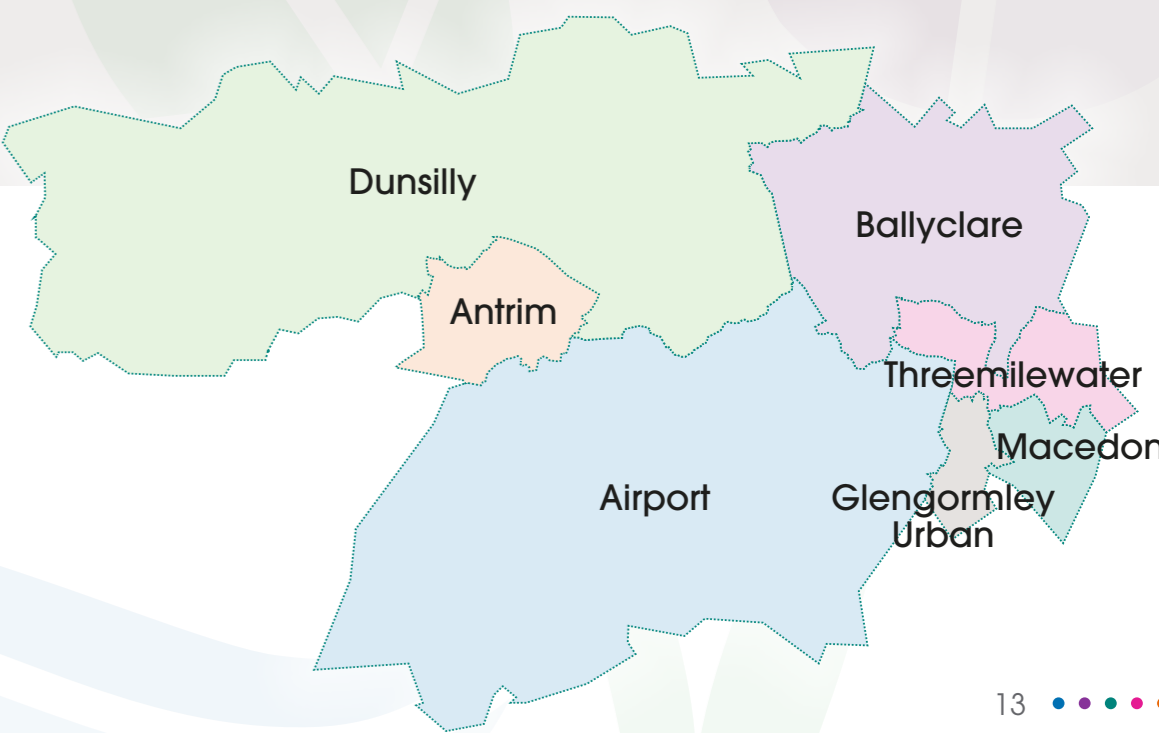 Dunsilly
Ballyclare
Antrim
Threemilewater
Macedon
Airport
Glengormley
Urban
13